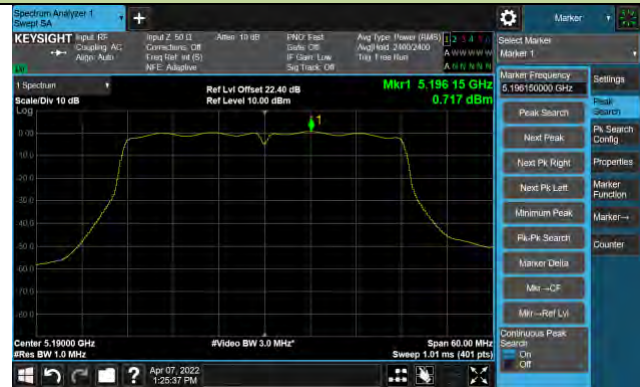 Spectrum Analyzer 1
Swept SA
+
Marker
KEYSIGHT
Input: RF
Coupling: AC
Align: Auto
Input Z: 50 Ω
Corrections: Off
Freq Ref: Int (S)
NFE: Adaptive
Atten: 10 dB
PNO: Fast
Gate: Off
IF Gain: Low
Sig Track: Off
Avg Type: Power (RMS)
Avg|Hold: 2400/2400
Trig: Free Run
1 2 3 4 5 6
A W W W W W
A N N N N N
Select Marker
Marker 1
1 Spectrum
Scale/Div 10 dB
Log
Ref Lvl Offset 22.40 dB
Ref Level 10.00 dBm
Mkr1 5.196 15 GHz
0.717 dBm
1
0.00
-10.0
-20.0
-30.0
-40.0
-50.0
-60.0
-70.0
Center 5.19000 GHz
#Res BW 1.0 MHz
#Video BW 3.0 MHz*
Span 60.00 MHz
Sweep 1.01 ms (401 pts)
Marker Frequency
5.196150000 GHz
Peak Search
Next Peak
Next Pk Right
Next Pk Left
Minimum Peak
Pk-Pk Search
Marker Delta
Mkr→CF
Mkr→Ref Lvl
Continuous Peak
Search
On
Off
Settings
Peak
Search
Pk Search
Config
Properties
Marker
Function
Marker→
Counter
?
Apr 07, 2022
1:25:37 PM